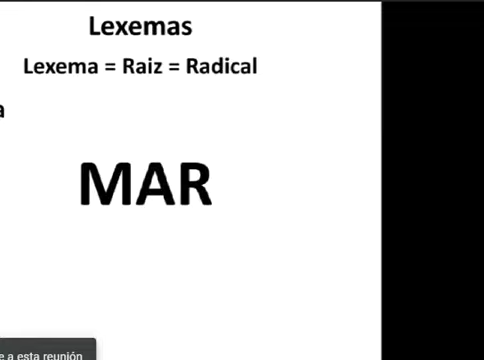 Lexemas
Lexema = Raiz = Radical
a
MAR
e a esta reunión